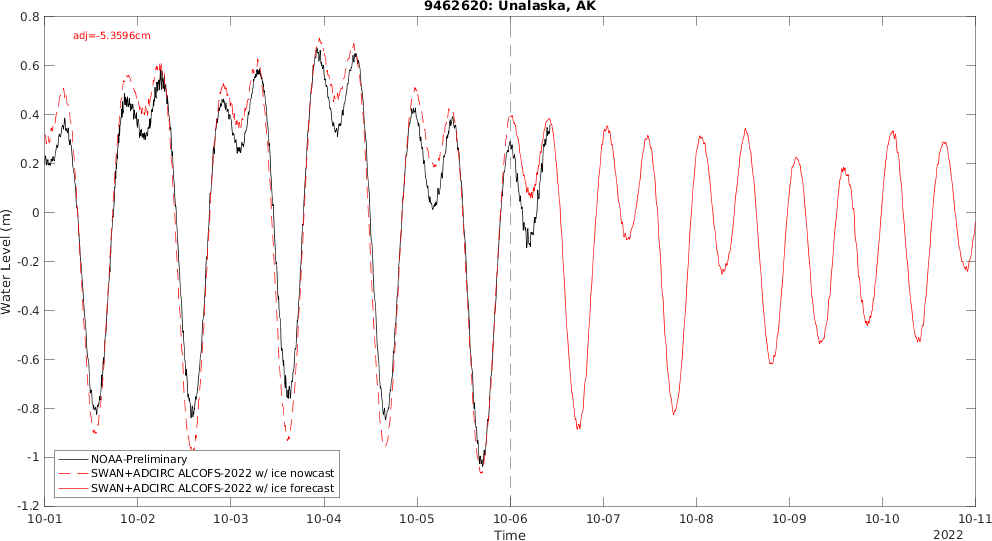 9462620: Unalaska, AK
adj=-5.3596cm
0.8
0.6
0.4
0.2
0
-0.2
-0.4
-0.6
-0.8
-1
-1.2
Water Level (m)
NOAA-Preliminary
SWAN+ADCIRC ALCOFS-2022 w/ ice nowcast
SWAN+ADCIRC ALCOFS-2022 w/ ice forecast
10-01 10-02 10-03 10-04 10-05 10-06 10-07 10-08 10-09 10-10 10-11
Time
2022